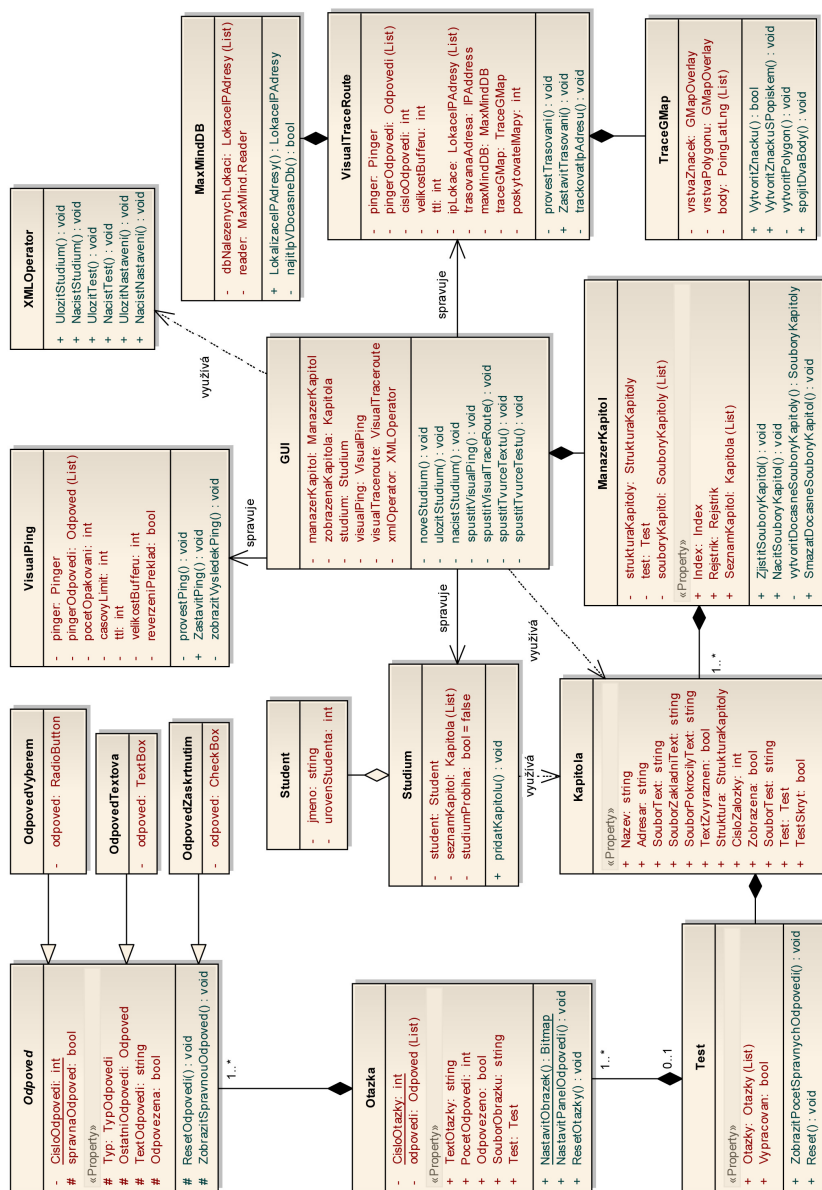 XMLOperator
+ UlozitStudium() : void
+ NacistStudium() : void
+ UlozitTest() : void
+ NacistTest() : void
+ UlozitNastaveni() : void
+ NacistNastaveni() : void
MaxMindDB
- dbNalezenychLokaci: LokaceIPAdresy (List)
- reader: MaxMind.Reader
+ LokalizaceIPAdresy() : LokaceIPAdresy
- najitIpVDocasneDb() : bool
VisualTraceRoute
- pinger: Pinger
- pingerOdpovedi: Odpovedi (List)
- cisloOdpovedi: int
- velikostBufferu: int
- ttl: int
- ipLokace: LokaceIPAdresy (List)
- trasovanaAdresa: IPAddress
- maxMindDB: MaxMindDB
- traceGMap: TraceGMap
- poskytovatelMapy: int
- provestTrasovani() : void
+ ZastavitTrasovani() : void
- trackovatIpAdresu() : void
TraceGMap
- vrstvaZnacek: GMapOverlay
- vrstvaPolygonu: GMapOverlay
- body: PoingLatLng (List)
+ VytvoritZnacku() : bool
+ VytvoritZnackuSPopiskem() : void
- vytvoritPolygon() : void
- spojitDvaBody() : void
VisualPing
- pinger: Pinger
- pingerOdpovedi: Odpoved (List)
- pocetOpakovani: int
- casovyLimit: int
- ttl: int
- velikostBufferu: int
- reverzeniPreklad: bool
- provestPing() : void
+ ZastavitPing() : void
- zobrazitVysledekPing() : void
využívá
spravuje
spravuje
GUI
- manazerKapitol: ManazerKapitol
- zobrazenaKapitola: Kapitola
- studium: Studium
- visualPing: VisualPing
- visualTraceroute: VisualTraceroute
- xmlOperator: XMLOperator
- noveStudium() : void
- ulozitStudium() : void
- nacistStudium() : void
- spustitVisualPing() : void
- spustitVisualTraceRoute() : void
- spustitTvurceTextu() : void
- spustitTvurceTestu() : void
ManazerKapitol
- strukturaKapitoly: StrukturaKapitoly
- test: Test
- souboryKapitol: SouboryKapitoly (List)
«Property»
+ Index: Index
+ Rejstrik: Rejstrik
+ SeznamKapitol: Kapitola (List)
+ ZjistitSouboryKapitol() : void
+ NacitSouboryKapitol() : void
- vytvoritDocasneSouboryKapitoly() : SouboryKapitoly
+ SmazatDocasneSouboryKapitol() : void
spravuje
využívá
1..*
OdpovedVyberem
- odpoved: RadioButton
OdpovedTextova
- odpoved: TextBox
OdpovedZaskrtnutim
- odpoved: CheckBox
Student
- jmeno: string
- urovenStudenta: int
Studium
- student: Student
- seznamKapitol: Kapitola (List)
- studiumProbiha: bool = false
+ pridatKapitolu() : void
využívá
Kapitola
«Property»
+ Nazev: string
+ Adresar: string
+ SouborText: string
+ SouborZakladniText: string
+ SouborPokrocilyText: string
+ TextZvyraznen: bool
+ Struktura: StrukturaKapitoly
+ CisloZalozky: int
+ Zobrazena: bool
+ SouborTest: string
+ Test: Test
+ TestSkryt: bool
Odpoved
- CisloOdpovedi: int
# spravnaOdpoved: bool
«Property»
# Typ: TypOdpovedi
# OstatniOdpovedi: Odpoved
# TextOdpovedi: string
# Odpovezena: bool
# ResetOdpovedi() : void
# ZobrazitSpravnouOdpoved() : void
1..*
Otazka
- CisloOtazky: int
- odpovedi: Odpoved (List)
«Property»
+ TextOtazky: string
+ PocetOdpovedi: int
+ Odpovezeno: bool
+ SouborObrazku: string
+ Test: Test
+ NastavitObrazek() : Bitmap
+ NastavitPanelOdpovedi() : void
+ ResetOtazky() : void
1..*
0..1
Test
«Property»
+ Otazky: Otazky (List)
+ Vypracovan: bool
+ ZobrazitPocetSpravnychOdpovedi() : void
+ Reset() : void